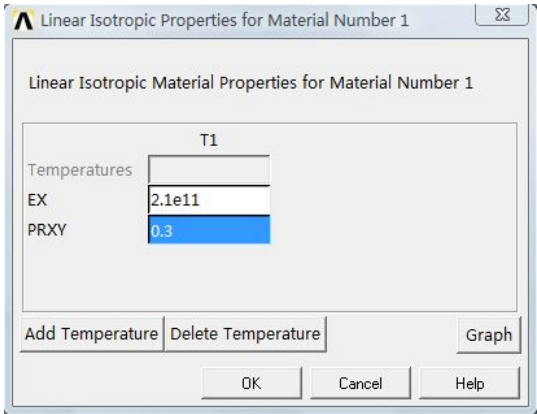 Linear Isotropic Properties for Material Number 1
Linear Isotropic Material Properties for Material Number 1
T1
Temperatures
EX 2.1e11
PRXY 0.3
Add Temperature Delete Temperature Graph
OK Cancel Help